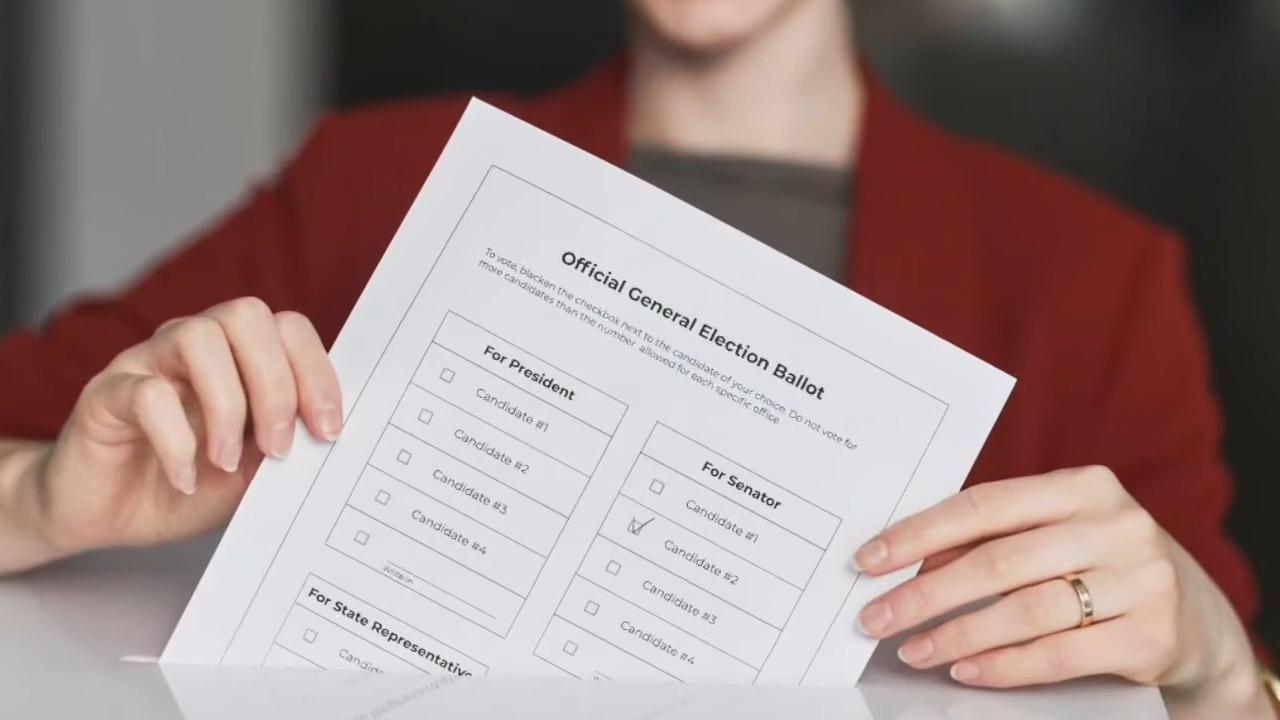 Official General Election Ballot
To vote, blacken the checkbox next to the candidate of your choice. Do not vote for
more candidates than the number allowed for each specific office.
For President
Candidate #1
Candidate #2
Candidate #3
Candidate #4
Write-in
For State Representative
For Senator
Candidate #1
Candidate #2
Candidate #3
Candidate #4